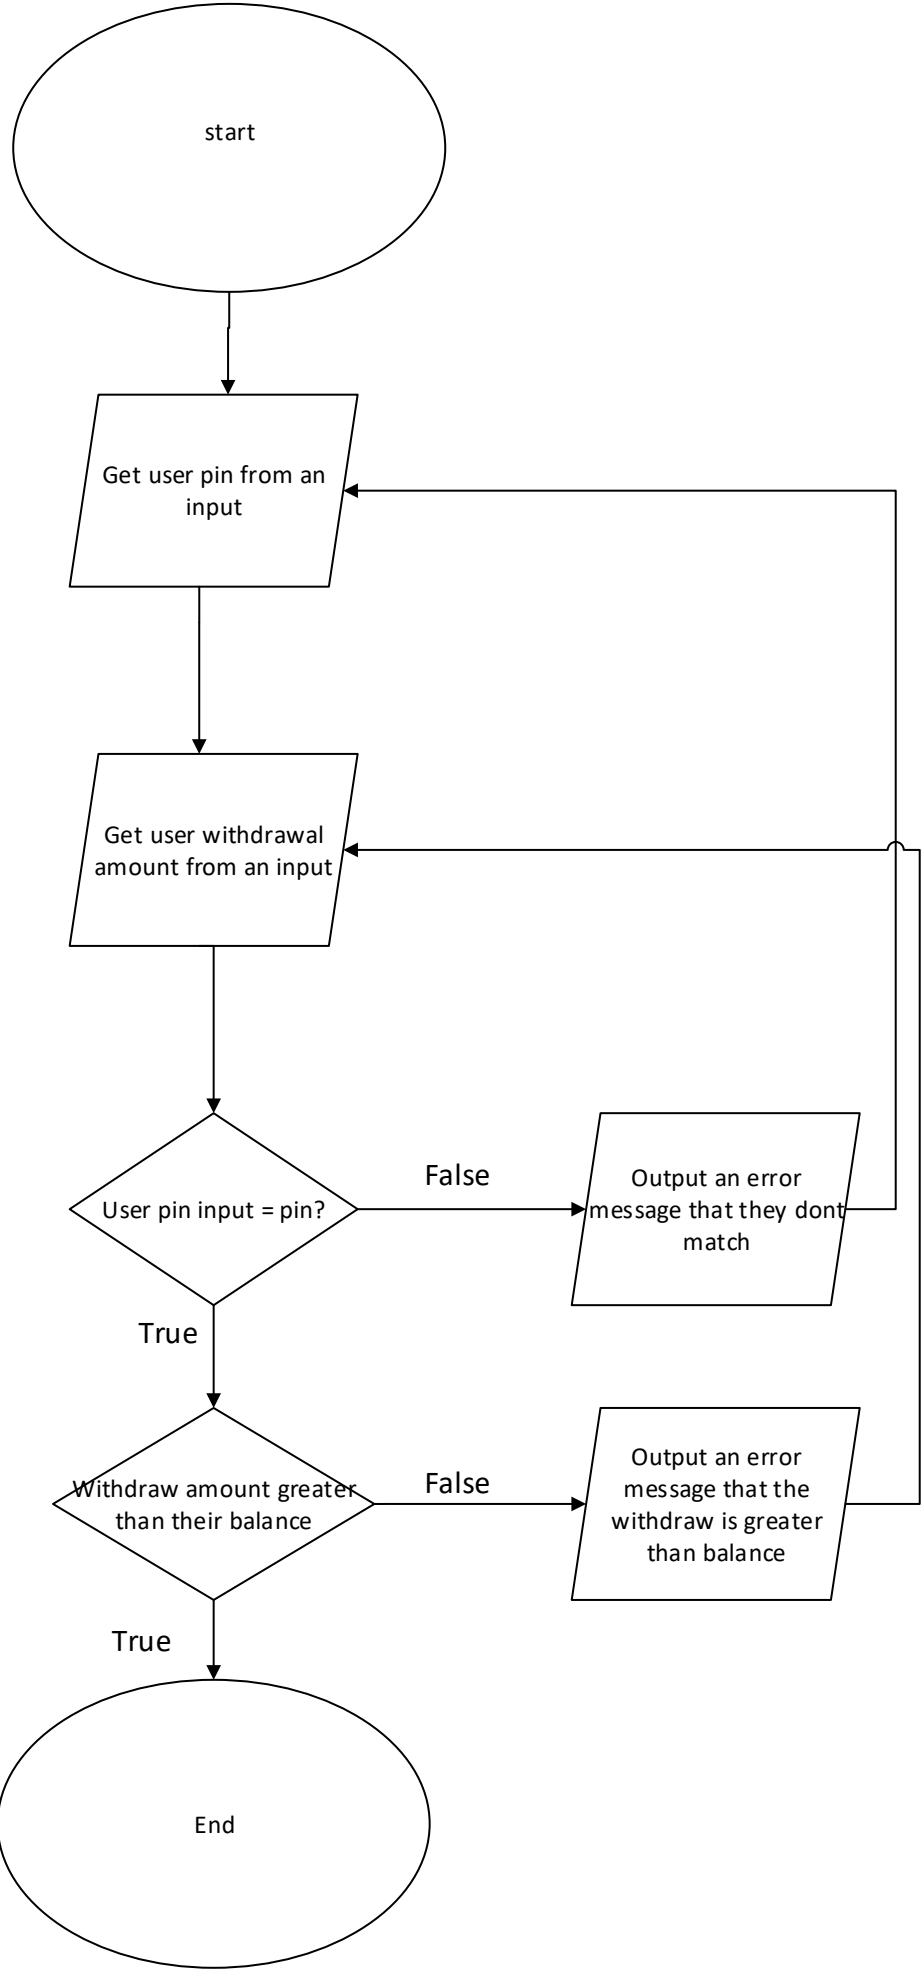 start
Get user pin from an
input
Get user withdrawal
amount from an input
User pin input = pin?
False
Output an error
message that they dont
match
True
Withdraw amount greater
than their balance
False
Output an error
message that the
withdraw is greater
than balance
True
End